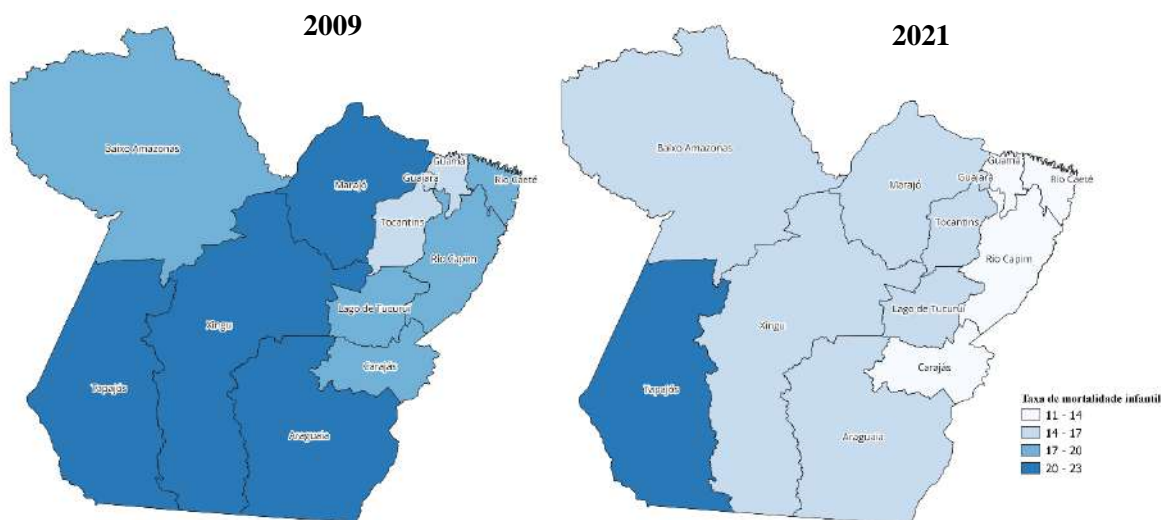 2009
Baixo Amazonas
Marajó
Guamá
Guajará
Rio Caeté
Tocantins
Rio Capim
Lago de Tucuruí
Xingu
Carajás
Tapajós
Araguaia
2021
Baixo Amazonas
Marajó
Guamá
Guajará
Rio Caeté
Tocantins
Rio Capim
Lago de Tucuruí
Xingu
Carajás
Tapajós
Araguaia
Taxa de mortalidade infantil
11 - 14
14 - 17
17 - 20
20 - 23